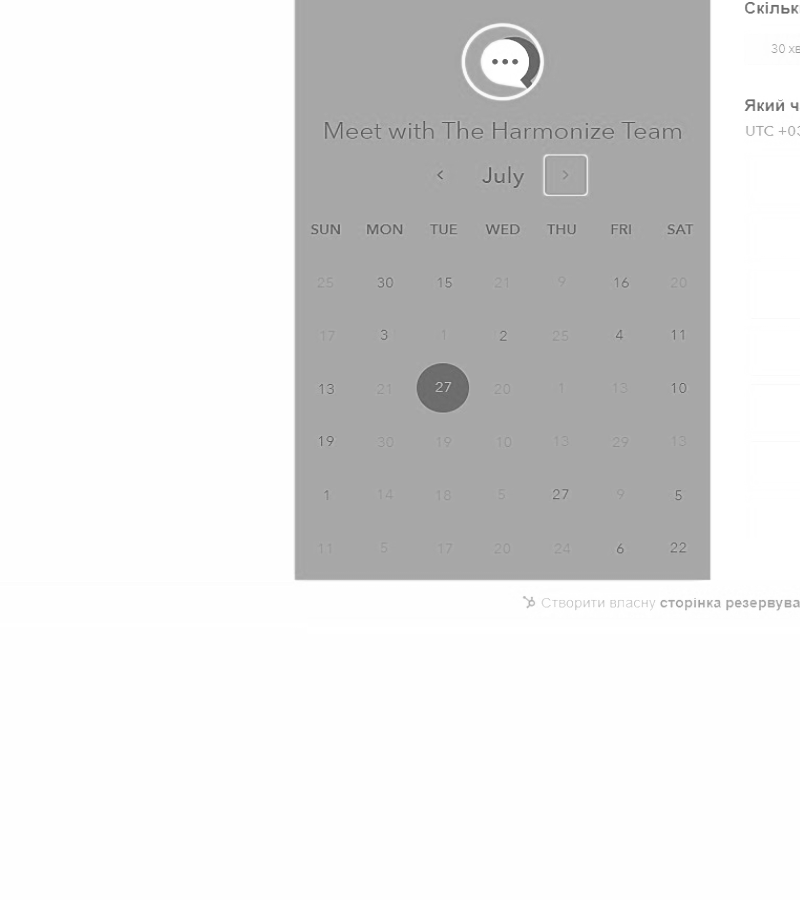 Скільк
30 хв
Який ч
UTC +03
Meet with The Harmonize Team
July
SUN MON TUE WED THU FRI SAT
25 30 15 21 9 16 20
17 3 1 2 25 4 11
13 21 27 20 1 13 10
19 30 19 10 13 29 13
1 14 18 5 27 9 5
11 5 17 20 24 6 22
Створити власну сторінка резервува